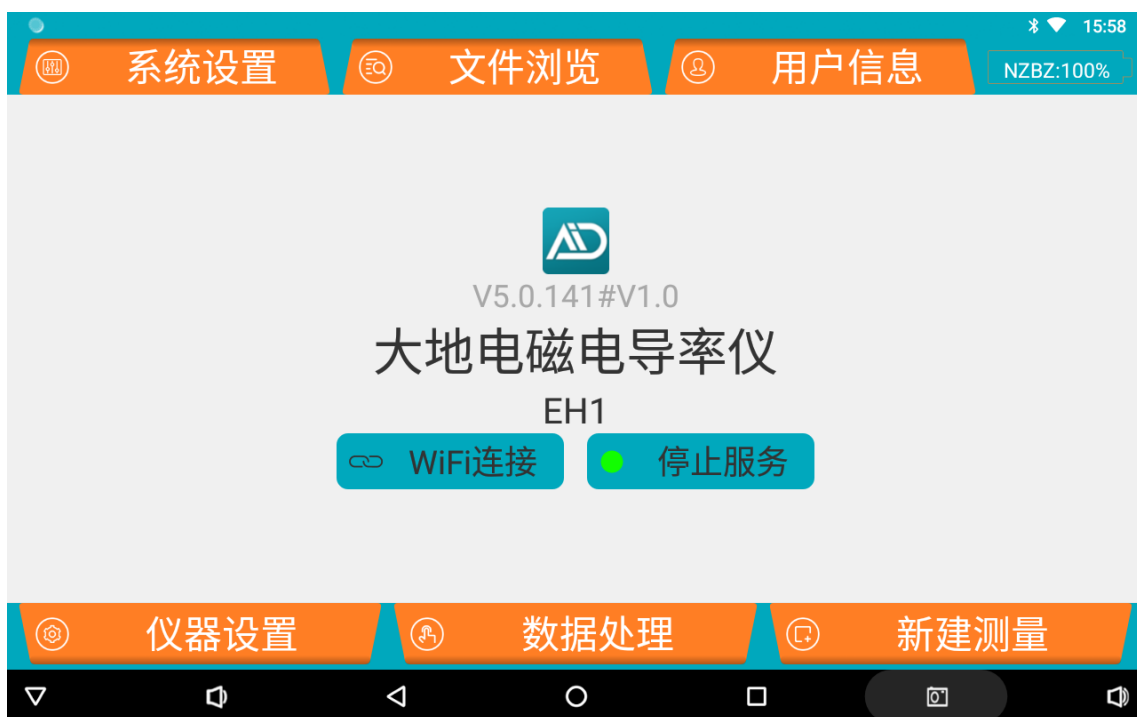 15:58
系统设置
文件浏览
用户信息
NZBZ:100%
V5.0.141#V1.0
大地电磁电导率仪
EH1
WiFi连接
停止服务
仪器设置
数据处理
新建测量